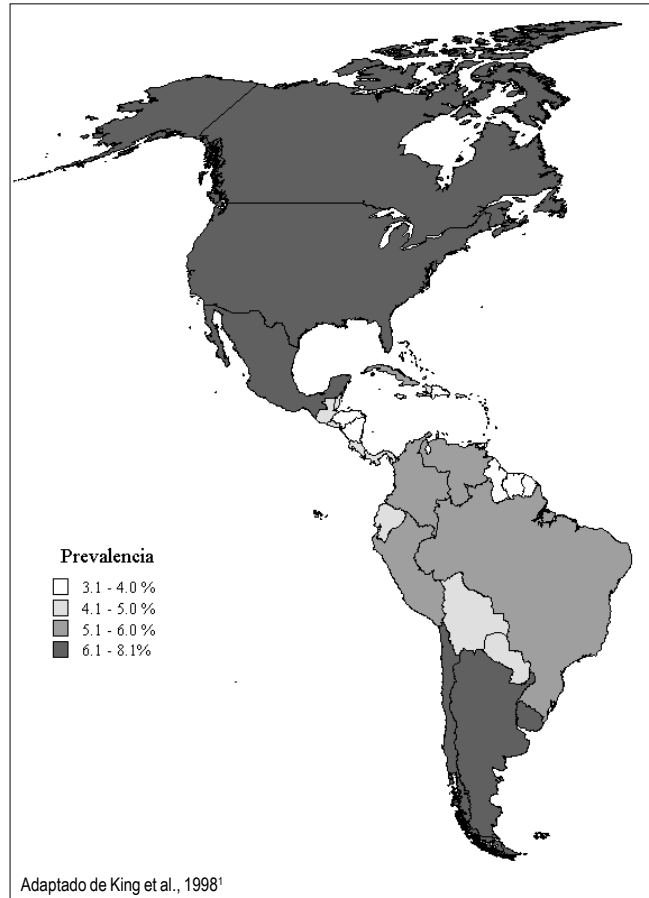 Prevalencia
3.1 - 4.0 %
4.1 - 5.0 %
5.1 - 6.0 %
6.1 - 8.1%
Adaptado de King et al., 1998¹